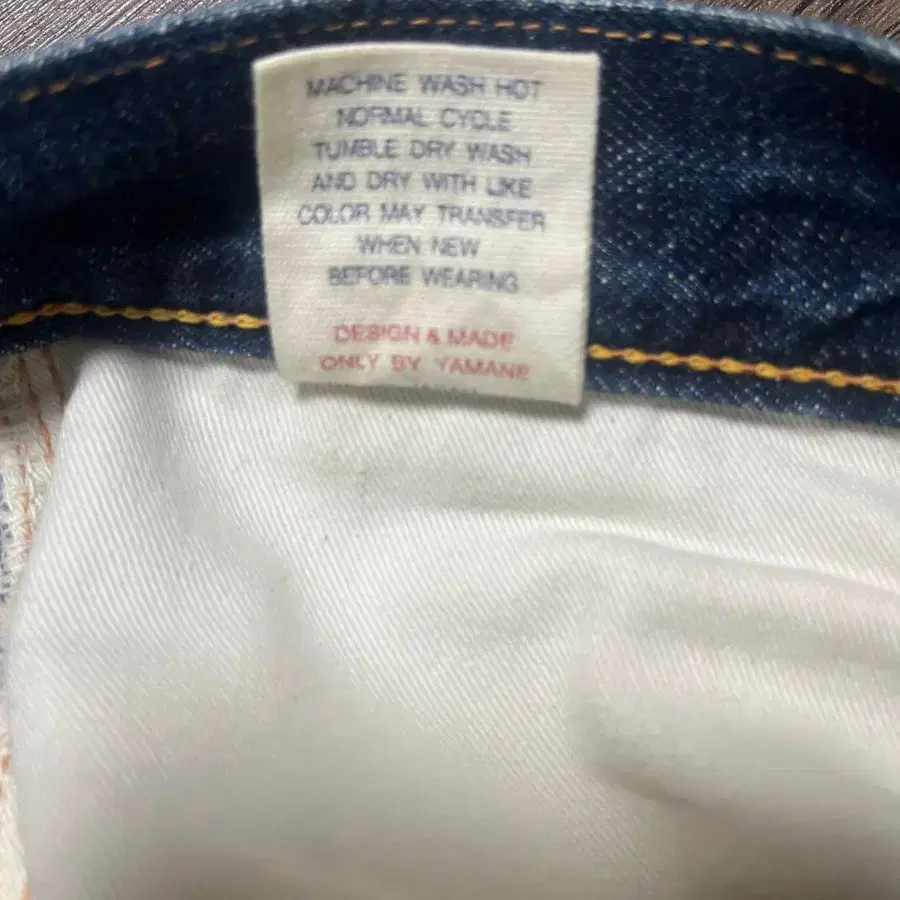 MACHINE WASH HOT
NORMAL CYCLE
TUMBLE DRY WASH
AND DRY WITH LIKE
COLOR MAY TRANSFER
WHEN NEW
BEFORE WEARING
DESIGN & MADE
ONLY BY YAMANE